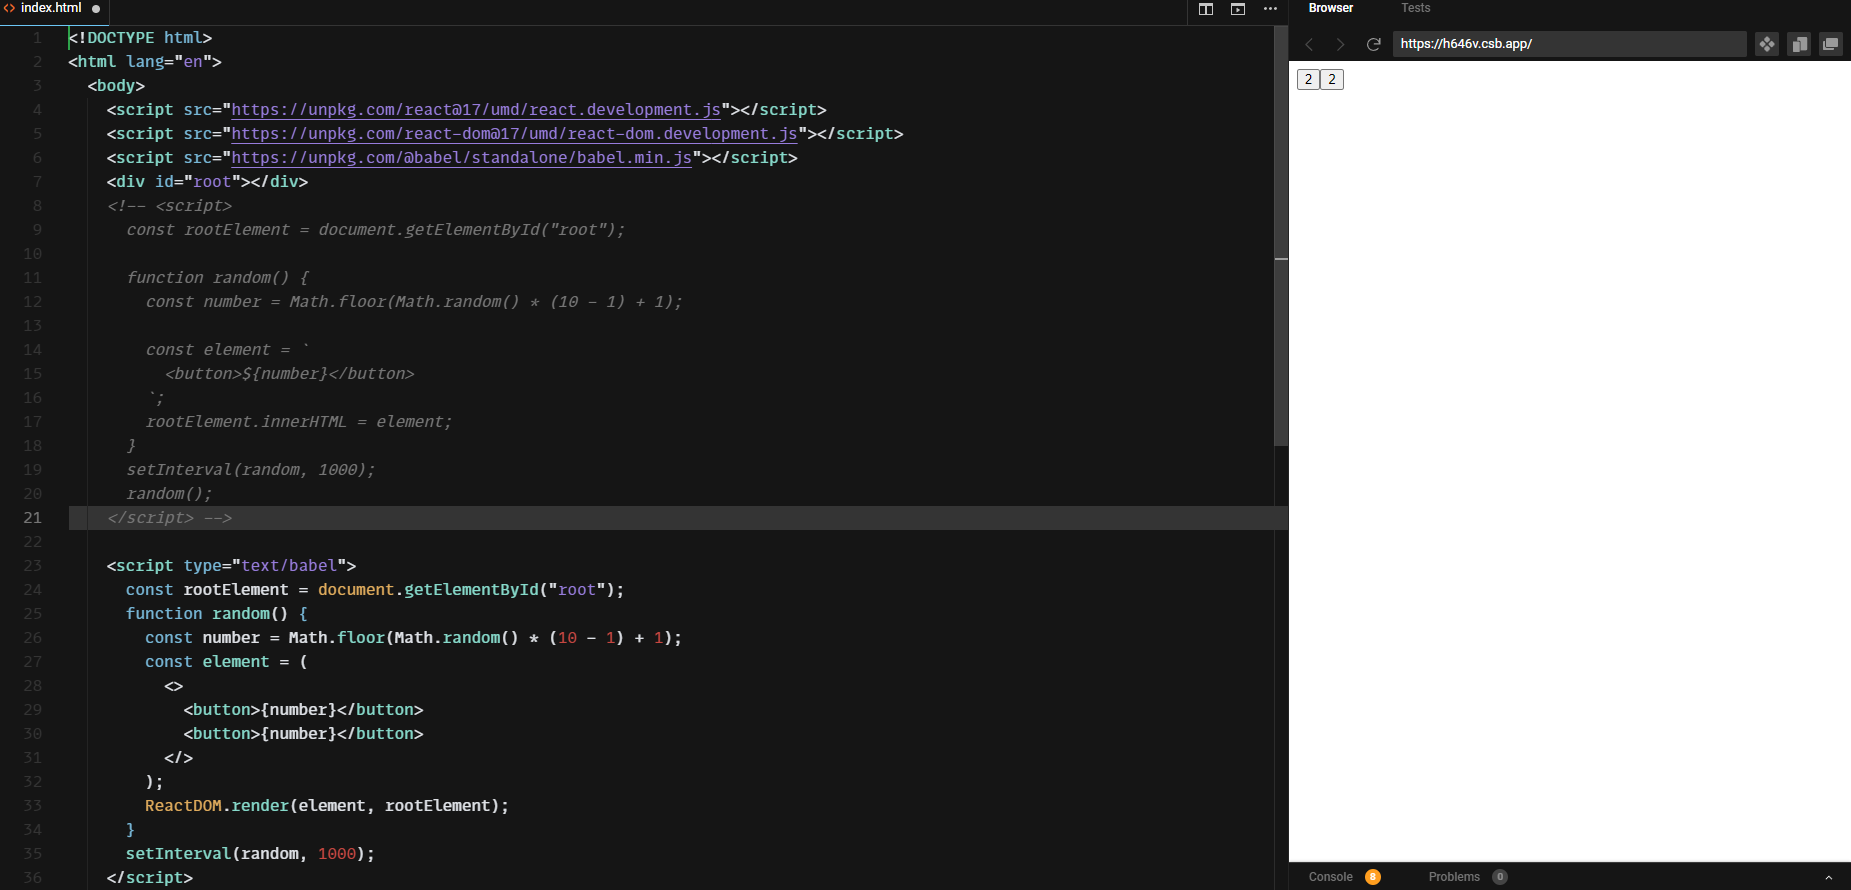 index.html
1 <!DOCTYPE html>
2 <html lang="en">
3 <body>
4 <script src="https://unpkg.com/react@17/umd/react.development.js"></script>
5 <script src="https://unpkg.com/react-dom@17/umd/react-dom.development.js"></script>
6 <script src="https://unpkg.com/@babel/standalone/babel.min.js"></script>
7 <div id="root"></div>
8 <!-- <script>
9 const rootElement = document.getElementById("root");
10
11 function random() {
12 const number = Math.floor(Math.random() * (10 - 1) + 1);
13
14 const element = `
15 <button>${number}</button>
16 `;
17 rootElement.innerHTML = element;
18 }
19 setInterval(random, 1000);
20 random();
21 </script> -->
22
23 <script type="text/babel">
24 const rootElement = document.getElementById("root");
25 function random() {
26 const number = Math.floor(Math.random() * (10 - 1) + 1);
27 const element = (
28 <>
29 <button>{number}</button>
30 <button>{number}</button>
31 </>
32 );
33 ReactDOM.render(element, rootElement);
34 }
35 setInterval(random, 1000);
36 </script>
Browser Tests
https://h646v.csb.app/
2 2
Console 8 Problems 0